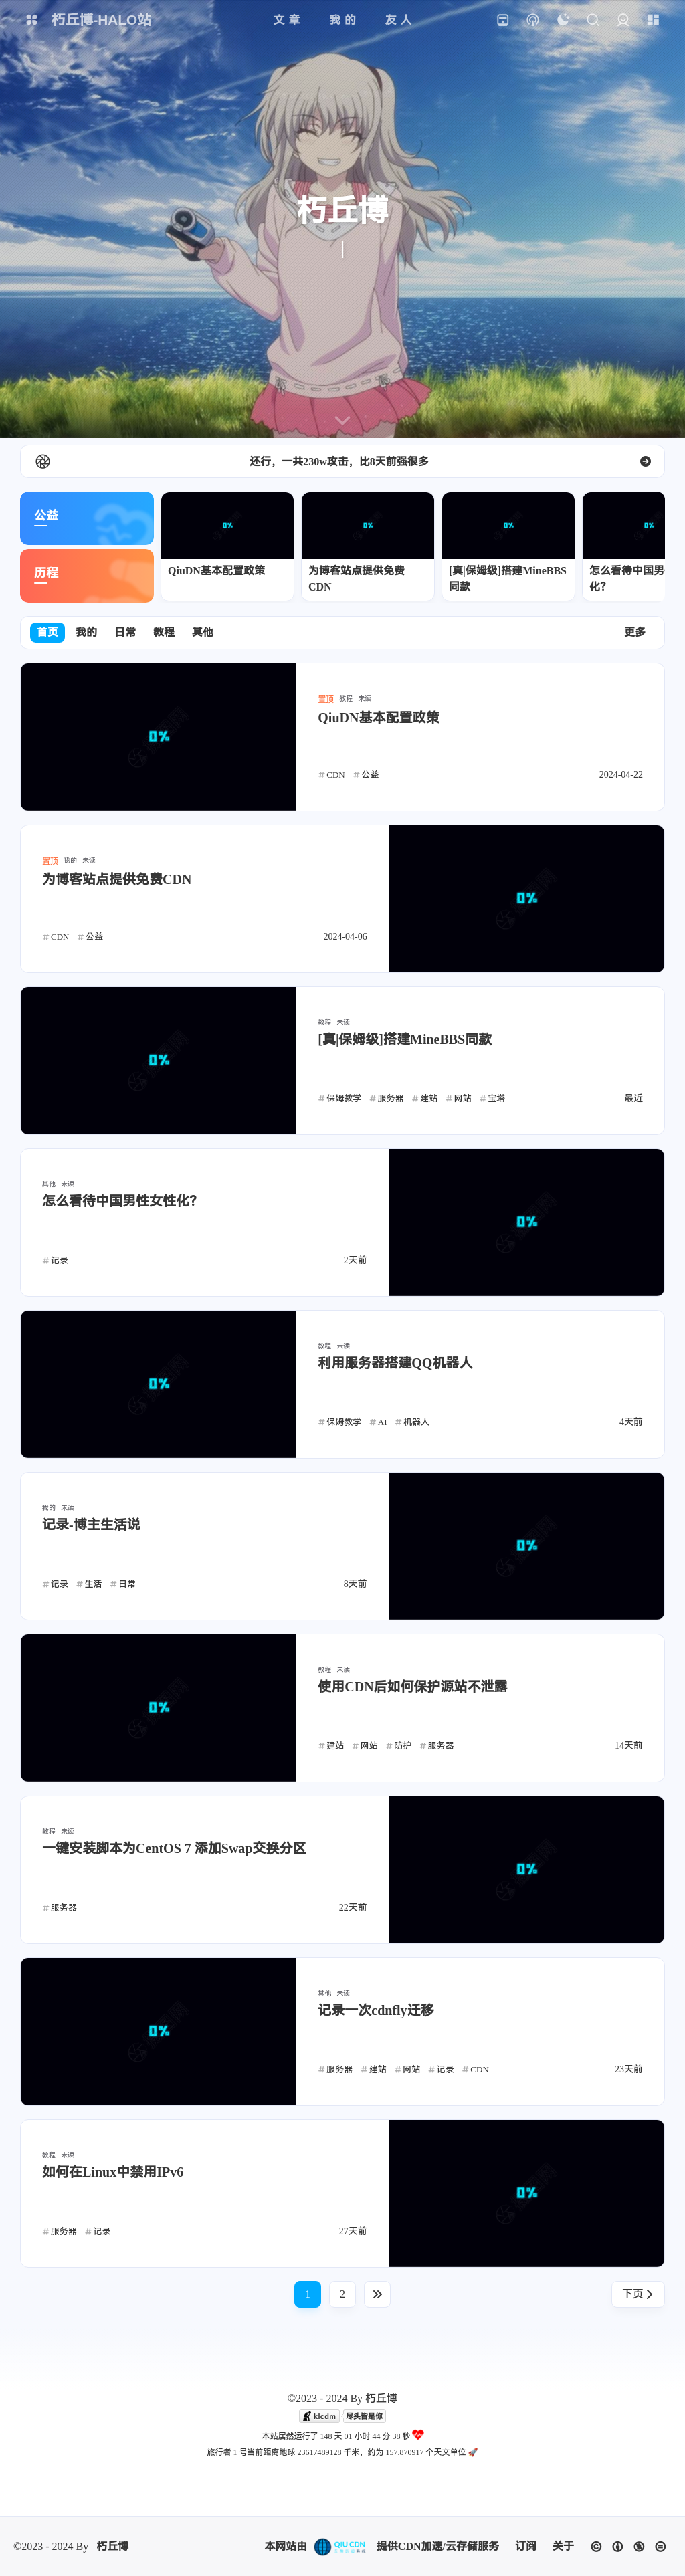 朽丘博-HALO站
文章 我的 友人
朽丘博
还行，一共230w攻击，比8天前强很多
公益
历程
0%
QiuDN基本配置政策
0%
为博客站点提供免费CDN
0%
[真|保姆级]搭建MineBBS同款
0%
怎么看待中国男
化？
首页 我的 日常 教程 其他 更多
0%
置顶 教程 未读
QiuDN基本配置政策
# CDN # 公益 2024-04-22
置顶 我的 未读
为博客站点提供免费CDN
# CDN # 公益 2024-04-06
0%
0%
教程 未读
[真|保姆级]搭建MineBBS同款
# 保姆教学 # 服务器 # 建站 # 网站 # 宝塔 最近
其他 未读
怎么看待中国男性女性化？
# 记录 2天前
0%
0%
教程 未读
利用服务器搭建QQ机器人
# 保姆教学 # AI # 机器人 4天前
我的 未读
记录-博主生活说
# 记录 # 生活 # 日常 8天前
0%
0%
教程 未读
使用CDN后如何保护源站不泄露
# 建站 # 网站 # 防护 # 服务器 14天前
教程 未读
一键安装脚本为CentOS 7 添加Swap交换分区
# 服务器 22天前
0%
0%
其他 未读
记录一次cdnfly迁移
# 服务器 # 建站 # 网站 # 记录 # CDN 23天前
教程 未读
如何在Linux中禁用IPv6
# 服务器 # 记录 27天前
0%
1 2 下页
©2023 - 2024 By 朽丘博
klcdm 尽头皆是你
本站居然运行了 148 天 01 小时 44 分 38 秒
旅行者 1 号当前距离地球 23617489128 千米，约为 157.870917 个天文单位 🚀
©2023 - 2024 By 朽丘博 本网站由 QIU CDN 提供CDN加速/云存储服务 订阅 关于